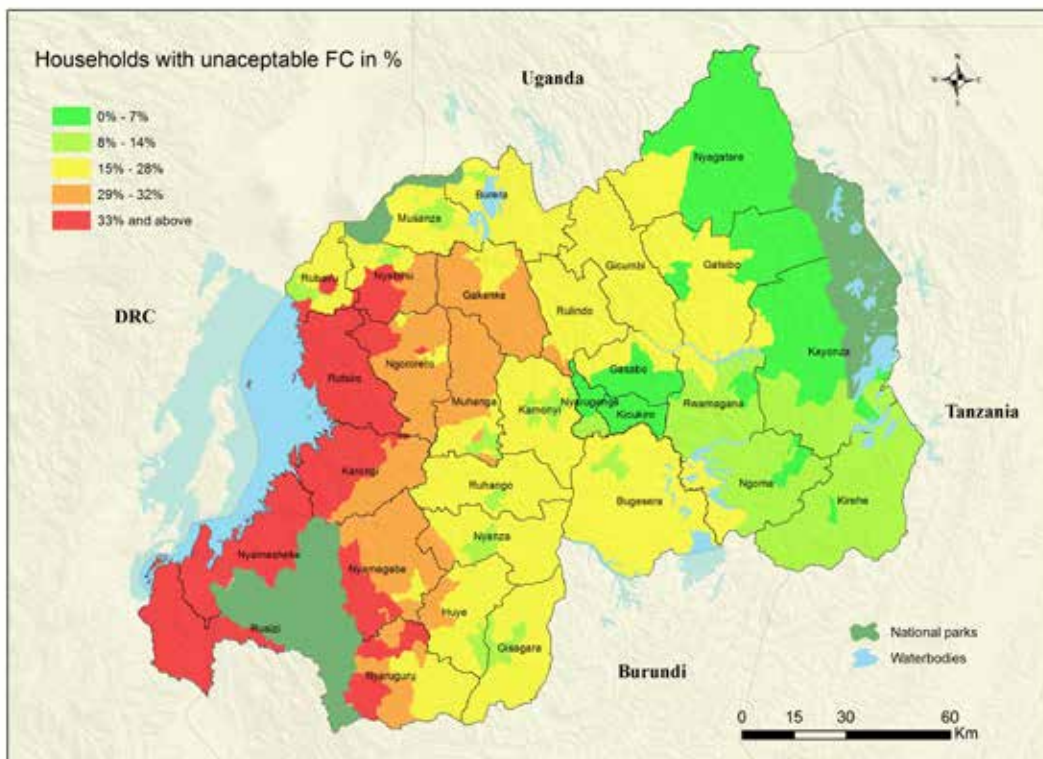 Households with unaceptable FC in %
0% - 7%
8% - 14%
15% - 28%
29% - 32%
33% and above
Uganda
N
W E
S
Nyagatare
Burera
Musanze
Gicumbi
Gatsibo
Rubavu
Nyabihu
Gakenke
Rulindo
DRC
Ngororero
Rutsiro
Kayonza
Gasabo
Muhanga
Kamonyi
Nyarugenge
Kicukiro
Rwamagana
Tanzania
Karongi
Ruhango
Bugesera
Ngoma
Kirehe
Nyanza
Nyamasheke
Nyamagabe
Huye
Rusizi
Gisagara
Nyaruguru
Burundi
National parks
Waterbodies
0 15 30 60
Km